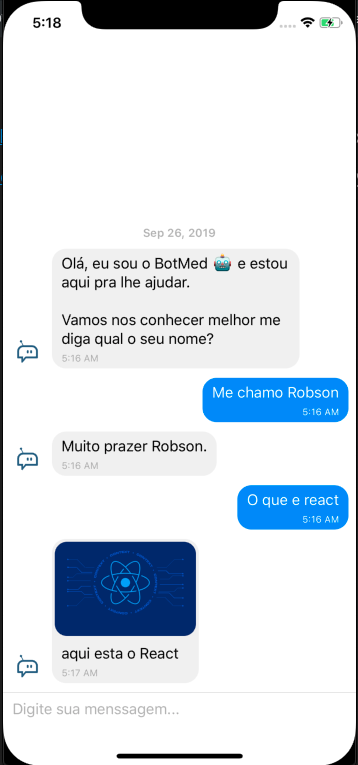 5:18
Sep 26, 2019
Olá, eu sou o BotMed 🤖 e estou
aqui pra lhe ajudar.
Vamos nos conhecer melhor me
diga qual o seu nome?
5:16 AM
Me chamo Robson
5:16 AM
Muito prazer Robson.
5:16 AM
O que e react
5:16 AM
aqui esta o React
5:17 AM
Digite sua menssagem...